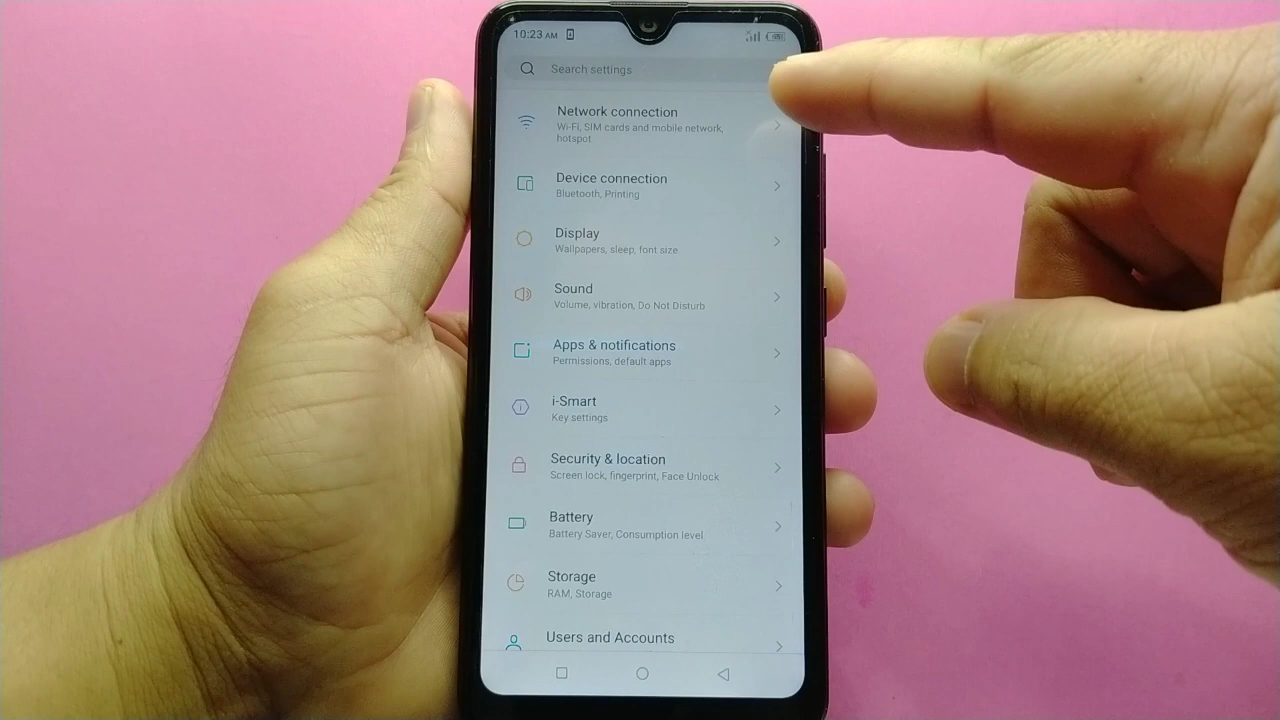 10:23 AM
Search settings
Network connection
Wi-Fi, SIM cards and mobile network,
hotspot
Device connection
Bluetooth, Printing
Display
Wallpapers, sleep, font size
Sound
Volume, vibration, Do Not Disturb
Apps & notifications
Permissions, default apps
i-Smart
Key settings
Security & location
Screen lock, fingerprint, Face Unlock
Battery
Battery Saver, Consumption level
Storage
RAM, Storage
Users and Accounts